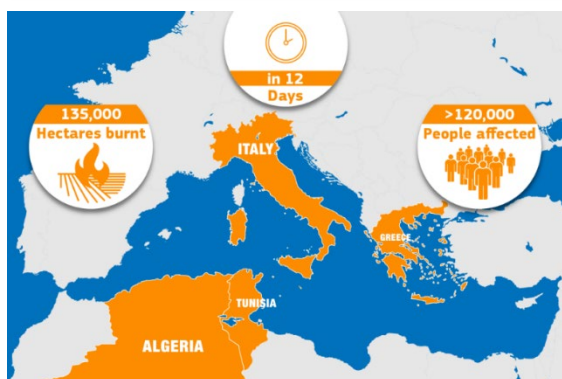 in 12
Days
135,000
Hectares burnt
>120,000
People affected
ITALY
GREECE
TUNISIA
ALGERIA